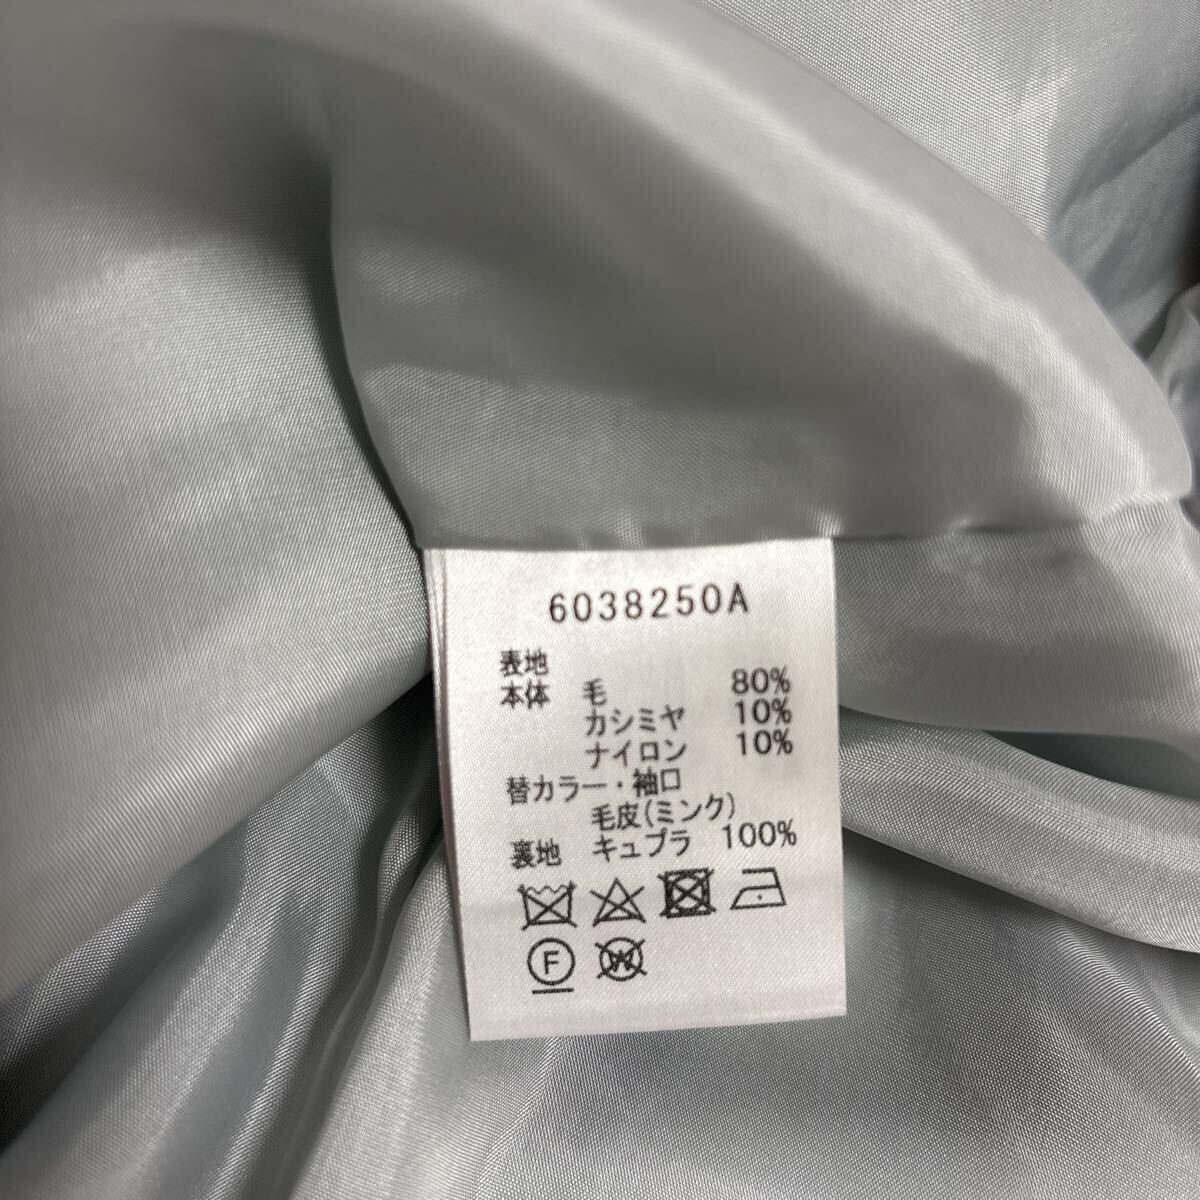 6038250A
表地
本体 毛 80%
カシミヤ 10%
ナイロン 10%
替カラー・袖口
毛皮(ミンク)
裏地 キュプラ 100%
F W